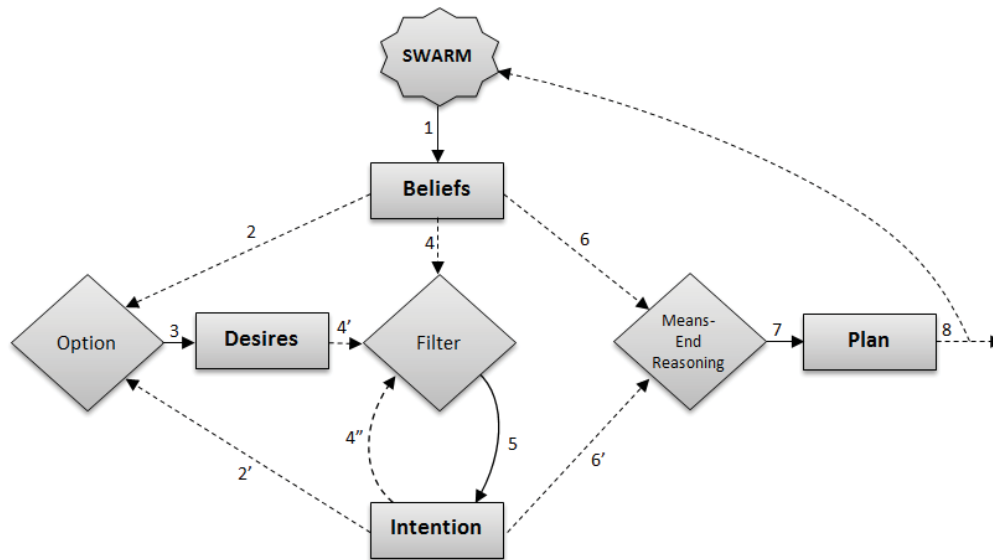 SWARM
1
Beliefs
2
4
6
Option
3
Desires
4’
Filter
Means-
End
Reasoning
7
Plan
8
4”
5
2’
6’
Intention